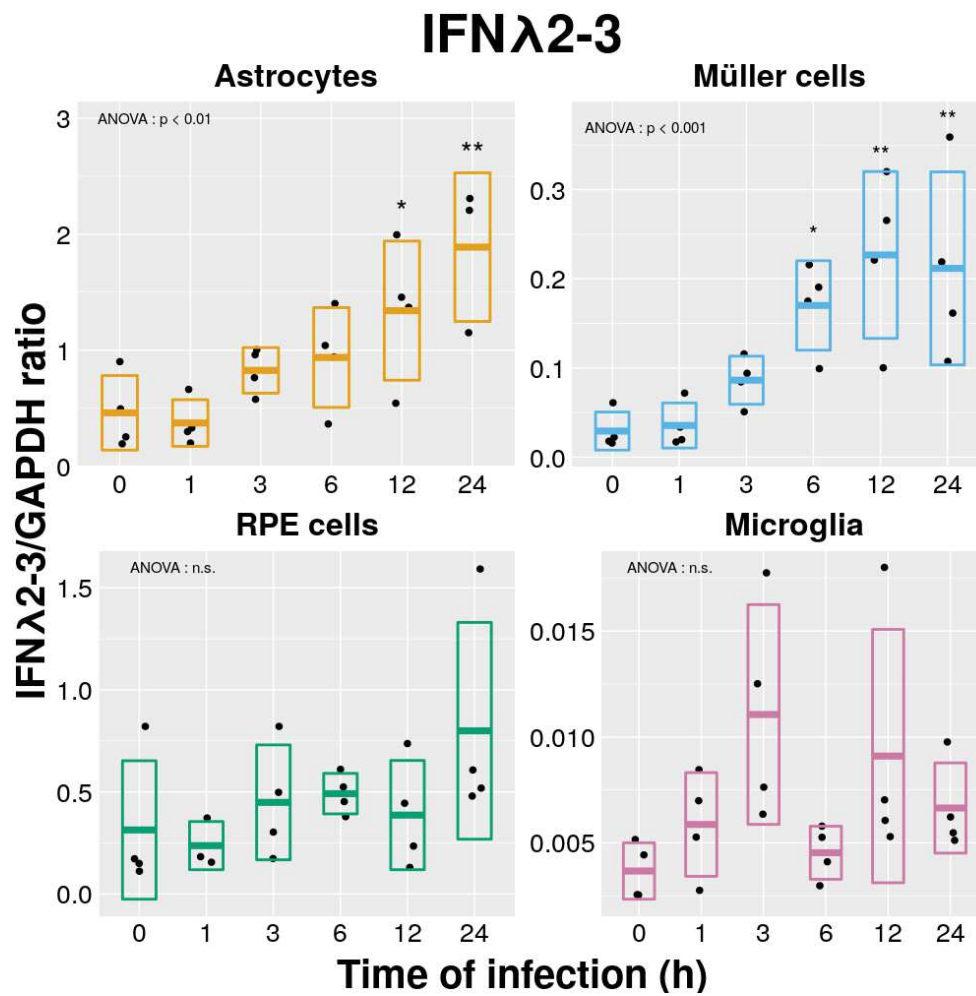 IFNλ2-3
Astrocytes
ANOVA : p < 0.01
*
**
3
2
1
0
0 1 3 6 12 24
Müller cells
ANOVA : p < 0.001
*
**
**
0.3
0.2
0.1
0.0
0 1 3 6 12 24
IFNλ2-3/GAPDH ratio
RPE cells
ANOVA : n.s.
1.5
1.0
0.5
0.0
0 1 3 6 12 24
Microglia
ANOVA : n.s.
0.015
0.010
0.005
0 1 3 6 12 24
Time of infection (h)